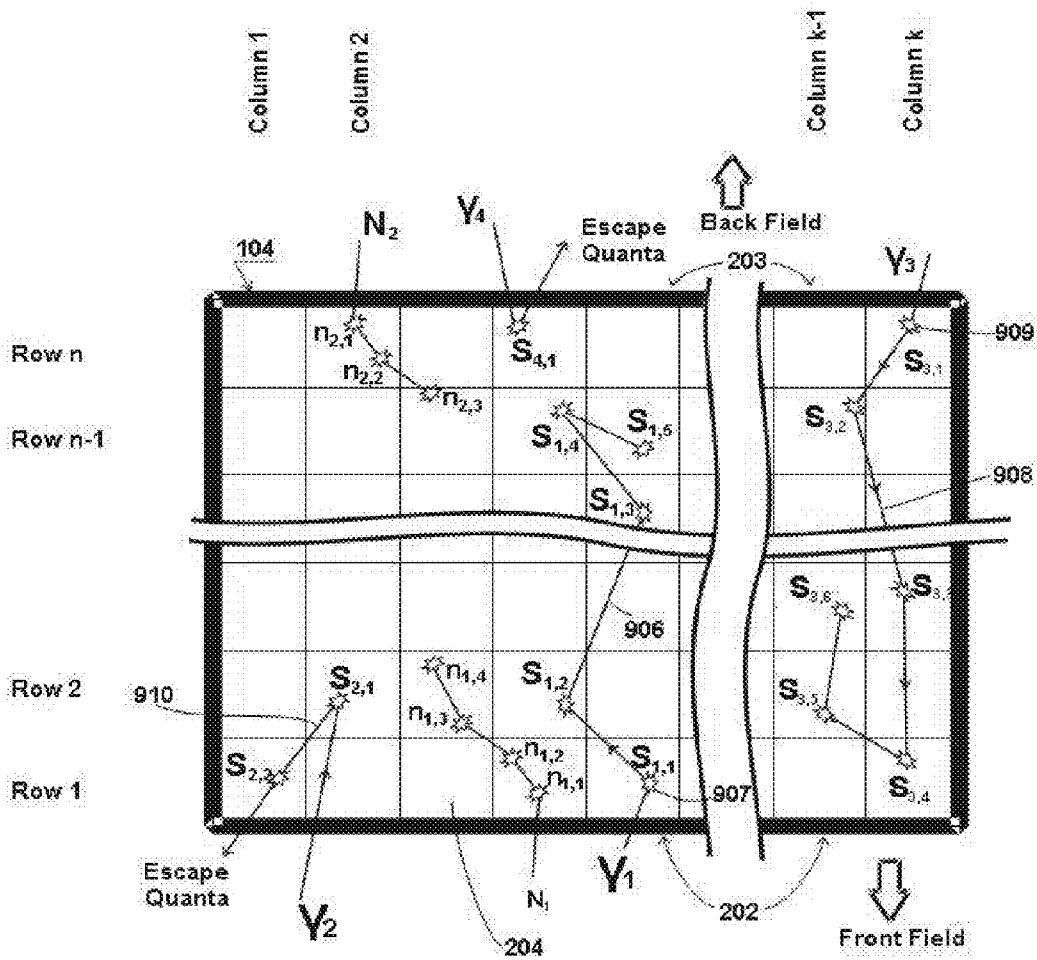 Column 1
Column 2
Column k-1
Column k
N2
γ4
Escape
Quanta
Back Field
γ3
104
203
909
n2,1
n2,2
n2,3
S4,1
S3,1
S3,2
Row n
Row n-1
S1,4
S1,5
S1,3
908
S3,6
906
Row 2
910
S2,1
n1,4
n1,3
S1,2
S3,5
Row 1
S2,2
n1,2
n1,1
S1,1
907
S3,4
Escape
Quanta
γ2
N1
γ1
204
202
Front Field